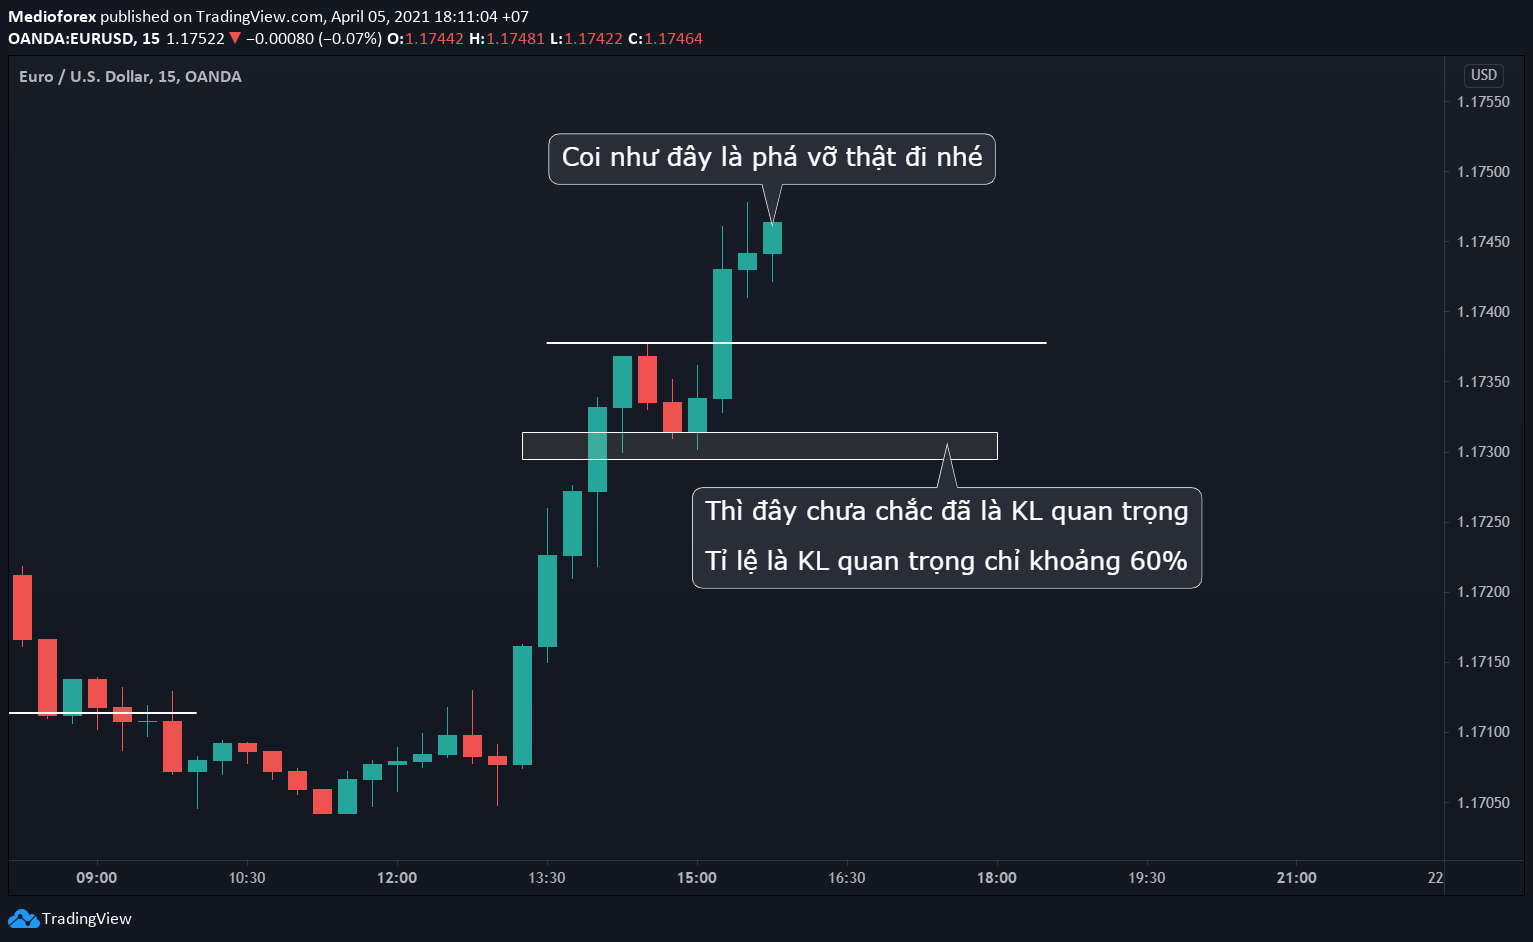 Medioforex published on TradingView.com, April 05, 2021 18:11:04 +07
OANDA:EURUSD, 15 1.17522 ▼ −0.00080 (−0.07%) O:1.17442 H:1.17481 L:1.17422 C:1.17464
Euro / U.S. Dollar, 15, OANDA
USD
1.17550
Coi như đây là phá vỡ thật đi nhé
1.17500
1.17450
1.17400
1.17350
1.17300
Thì đây chưa chắc đã là KL quan trọng
1.17250
Tỉ lệ là KL quan trọng chỉ khoảng 60%
1.17200
1.17150
1.17100
1.17050
09:00 10:30 12:00 13:30 15:00 16:30 18:00 19:30 21:00 22
TradingView